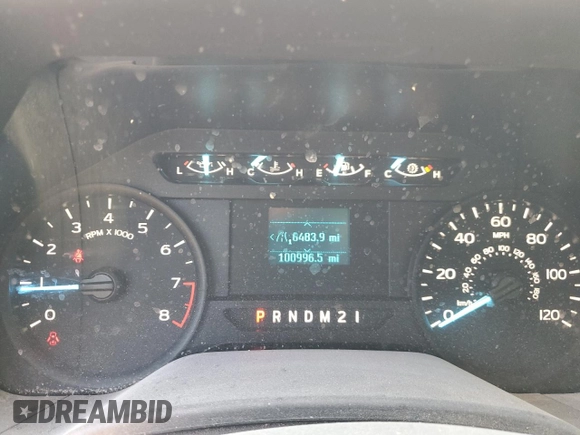 L H C H E F C H
0 1 2 3 4 5 6 7 8
RPM X 1000
6483.9 mi
100996.5 mi
PRNDM21
0 20 40 60 80 100 120
MPH
km/h
DREAMBID